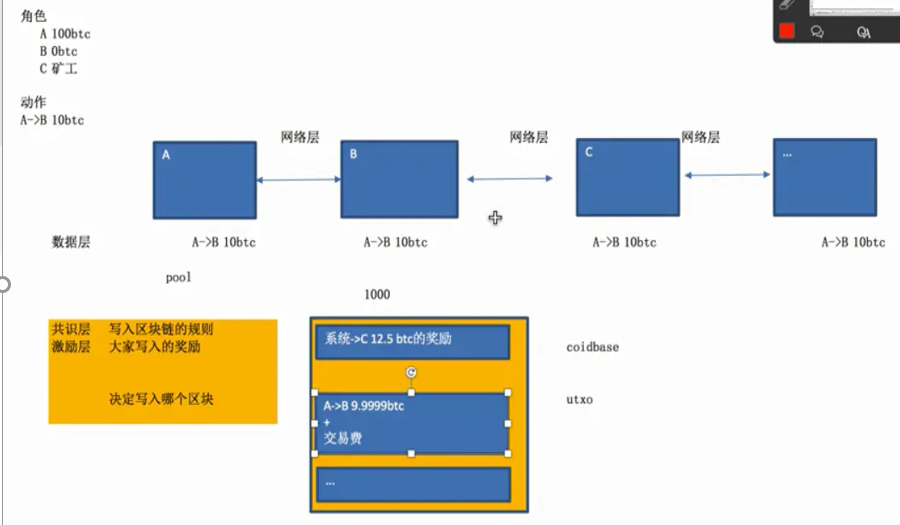 角色
A 100btc
B 0btc
C 矿工
动作
A->B 10btc
网络层
网络层
网络层
A
B
C
...
数据层
A->B 10btc
A->B 10btc
A->B 10btc
A->B 10btc
pool
1000
共识层 写入区块链的规则
激励层 大家写入的奖励
决定写入哪个区块
系统->C 12.5 btc的奖励
coidbase
A->B 9.9999btc
+
交易费
utxo
...